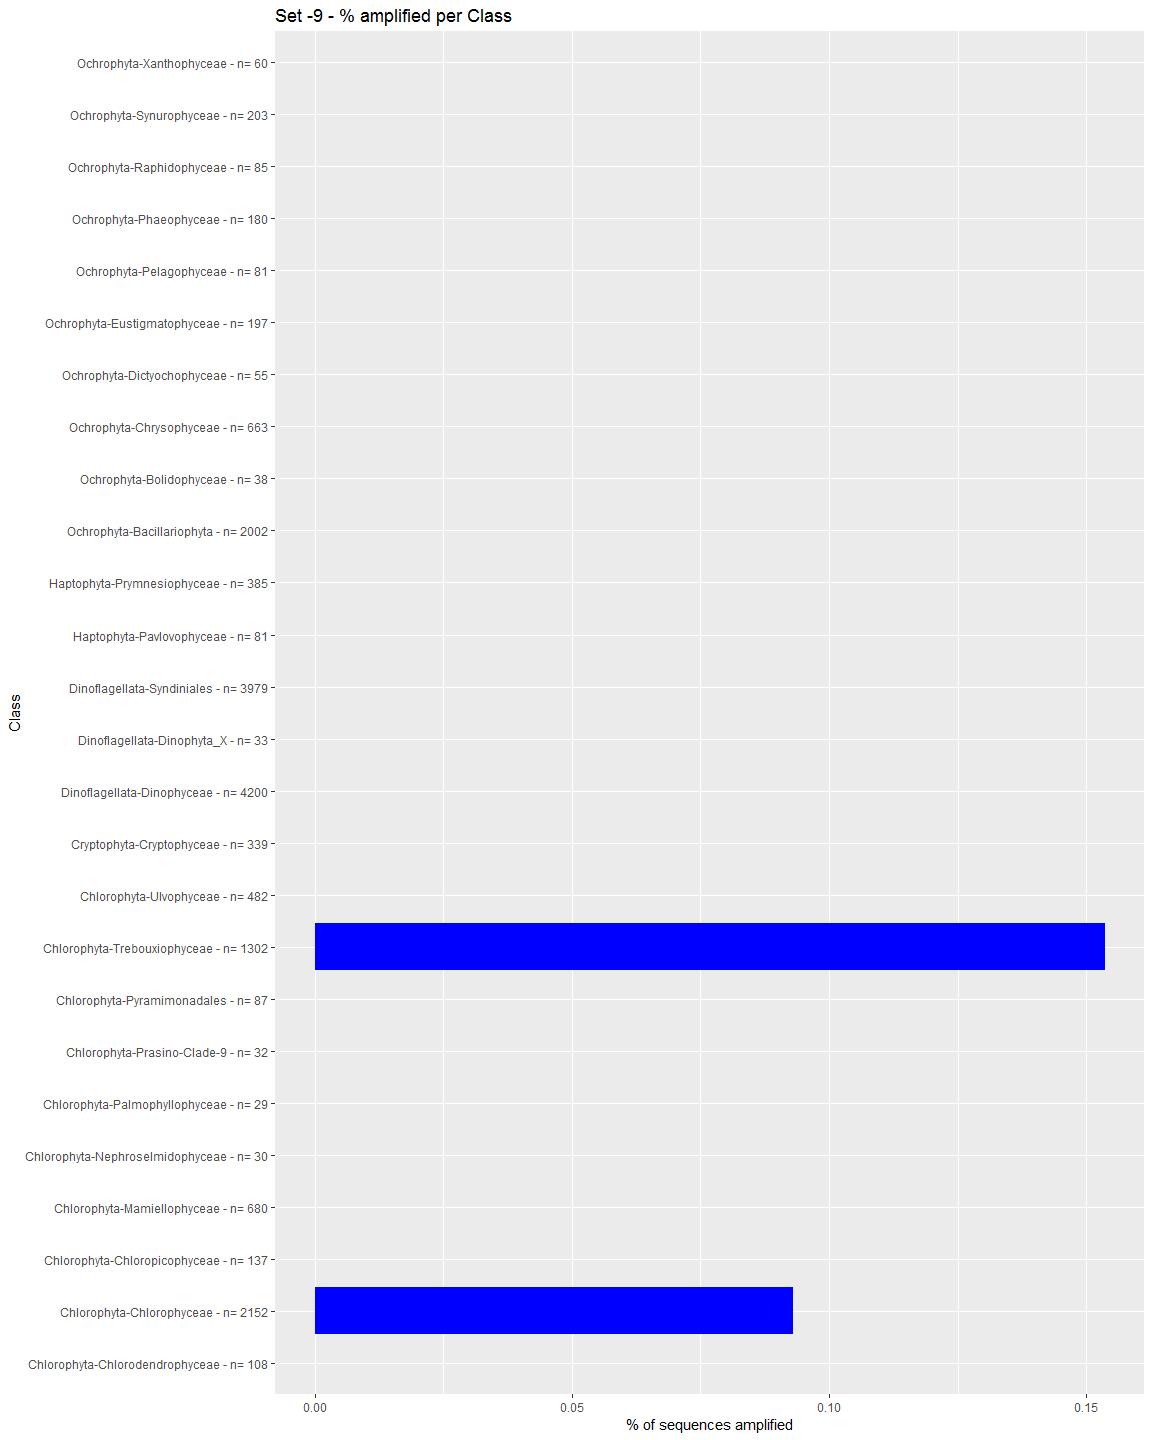 Set -9 - % amplified per Class
Ochrophyta-Xanthophyceae - n= 60
Ochrophyta-Synurophyceae - n= 203
Ochrophyta-Raphidophyceae - n= 85
Ochrophyta-Phaeophyceae - n= 180
Ochrophyta-Pelagophyceae - n= 81
Ochrophyta-Eustigmatophyceae - n= 197
Ochrophyta-Dictyochophyceae - n= 55
Ochrophyta-Chrysophyceae - n= 663
Ochrophyta-Bolidophyceae - n= 38
Ochrophyta-Bacillariophyta - n= 2002
Haptophyta-Prymnesiophyceae - n= 385
Haptophyta-Pavlovophyceae - n= 81
Dinoflagellata-Syndiniales - n= 3979
Dinoflagellata-Dinophyta_X - n= 33
Dinoflagellata-Dinophyceae - n= 4200
Cryptophyta-Cryptophyceae - n= 339
Chlorophyta-Ulvophyceae - n= 482
Chlorophyta-Trebouxiophyceae - n= 1302
Chlorophyta-Pyramimonadales - n= 87
Chlorophyta-Prasino-Clade-9 - n= 32
Chlorophyta-Palmophyllophyceae - n= 29
Chlorophyta-Nephroselmidophyceae - n= 30
Chlorophyta-Mamiellophyceae - n= 680
Chlorophyta-Chloropicophyceae - n= 137
Chlorophyta-Chlorophyceae - n= 2152
Chlorophyta-Chlorodendrophyceae - n= 108
Class
0.00 0.05 0.10 0.15
% of sequences amplified